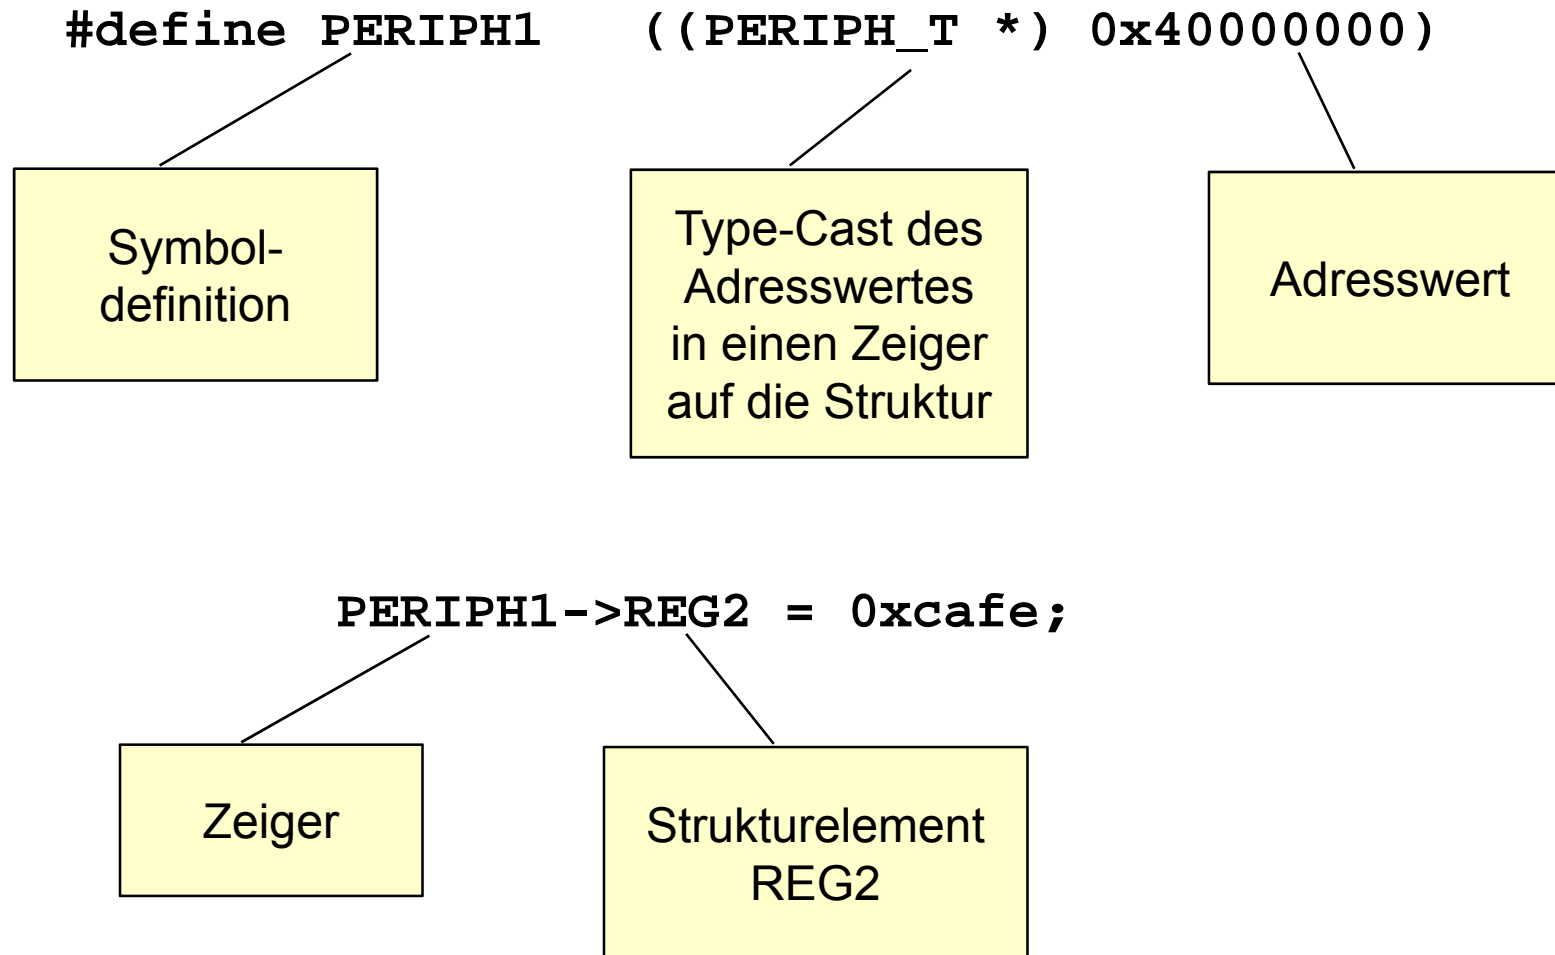 #define PERIPH1 ((PERIPH_T *) 0x40000000)
Symbol-
definition
Type-Cast des
Adresswertes
in einen Zeiger
auf die Struktur
Adresswert
PERIPH1->REG2 = 0xcafe;
Zeiger
Strukturelement
REG2